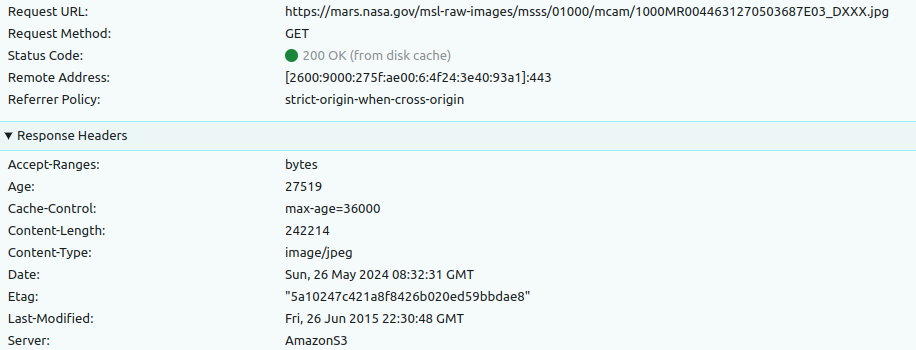 Request URL: https://mars.nasa.gov/msl-raw-images/msss/01000/mcam/1000MR0044631270503687E03_DXXX.jpg
Request Method: GET
Status Code: 200 OK (from disk cache)
Remote Address: [2600:9000:275f:ae00:6:4f24:3e40:93a1]:443
Referrer Policy: strict-origin-when-cross-origin
Response Headers
Accept-Ranges: bytes
Age: 27519
Cache-Control: max-age=36000
Content-Length: 242214
Content-Type: image/jpeg
Date: Sun, 26 May 2024 08:32:31 GMT
Etag: "5a10247c421a8f8426b020ed59bbdae8"
Last-Modified: Fri, 26 Jun 2015 22:30:48 GMT
Server: AmazonS3